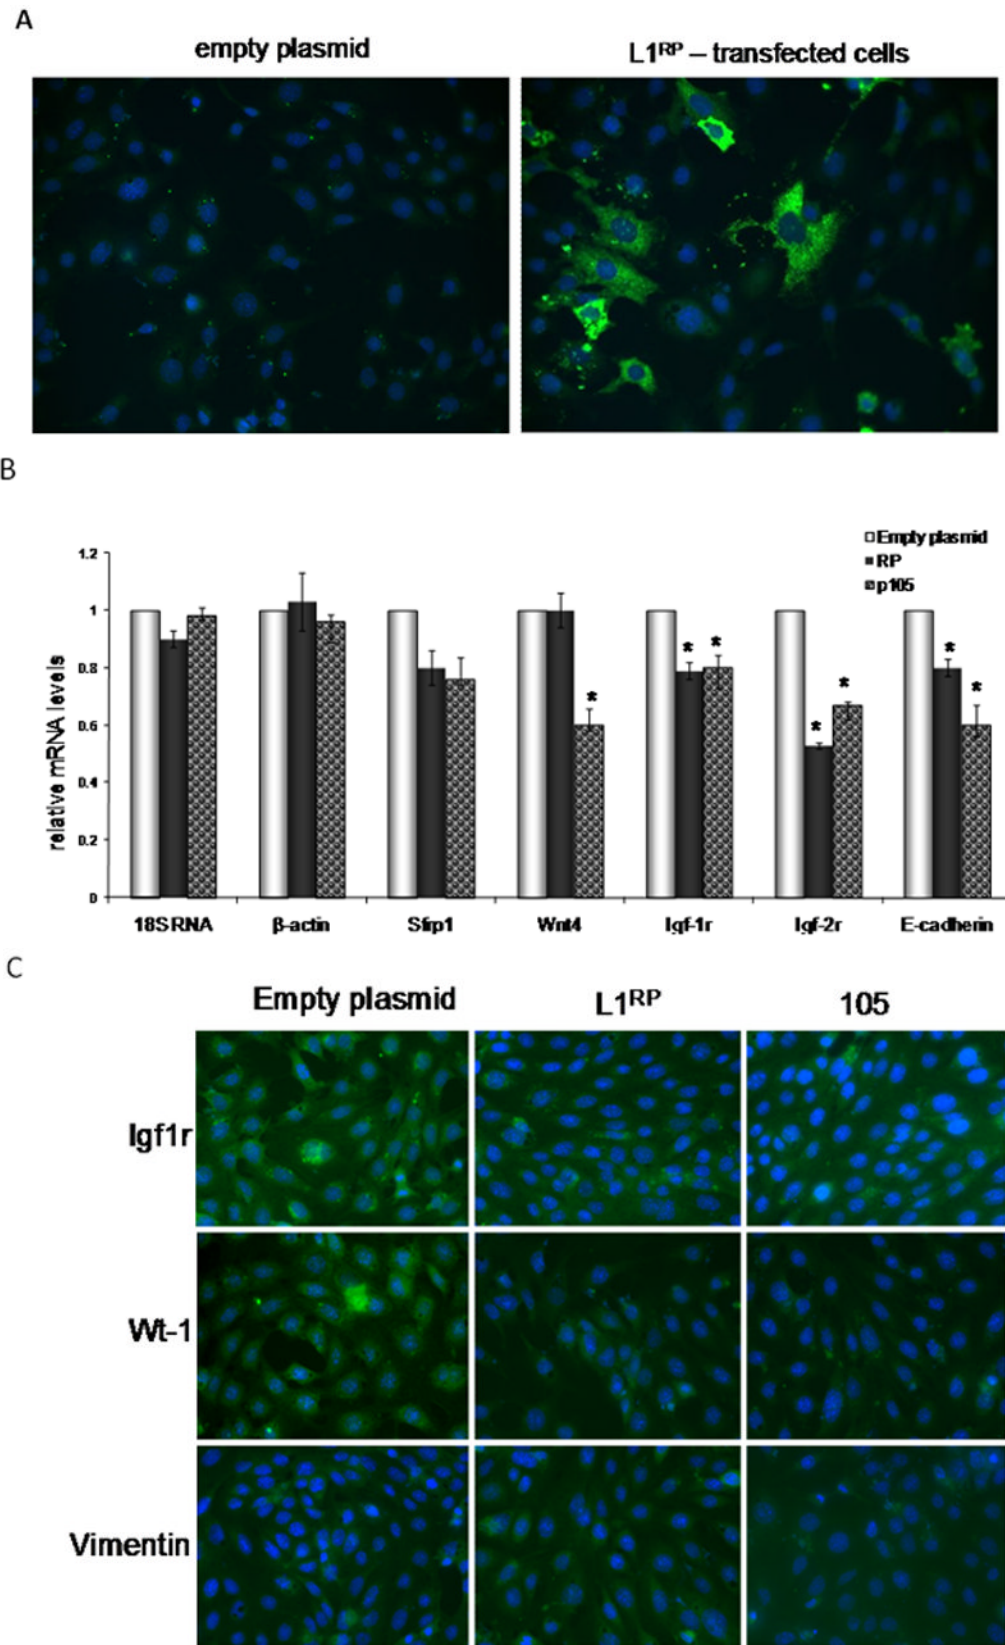 A
empty plasmid
L1ᴿᴾ – transfected cells
B
Empty plasmid
RP
p105
relative mRNA levels
1.2
1
0.8
0.6
0.4
0.2
0
* * * * * * *
18S RNA
β-actin
Sfrp1
Wnt4
Igf-1r
Igf-2r
E-cadherin
C
Empty plasmid
L1ᴿᴾ
105
Igf1r
Wt-1
Vimentin